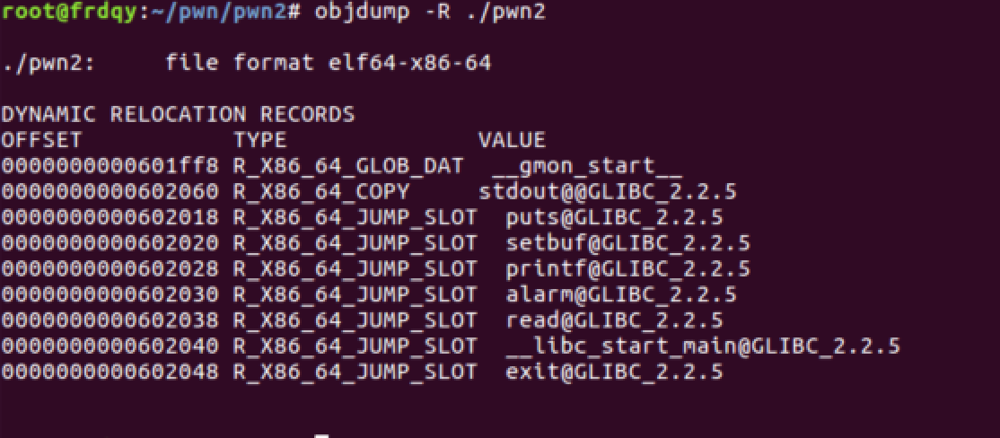 root@frdqy:~/pwn/pwn2# objdump -R ./pwn2
./pwn2:     file format elf64-x86-64
DYNAMIC RELOCATION RECORDS
OFFSET           TYPE              VALUE
0000000000601ff8 R_X86_64_GLOB_DAT  __gmon_start__
0000000000602060 R_X86_64_COPY     stdout@@GLIBC_2.2.5
0000000000602018 R_X86_64_JUMP_SLOT  puts@GLIBC_2.2.5
0000000000602020 R_X86_64_JUMP_SLOT  setbuf@GLIBC_2.2.5
0000000000602028 R_X86_64_JUMP_SLOT  printf@GLIBC_2.2.5
0000000000602030 R_X86_64_JUMP_SLOT  alarm@GLIBC_2.2.5
0000000000602038 R_X86_64_JUMP_SLOT  read@GLIBC_2.2.5
0000000000602040 R_X86_64_JUMP_SLOT  __libc_start_main@GLIBC_2.2.5
0000000000602048 R_X86_64_JUMP_SLOT  exit@GLIBC_2.2.5